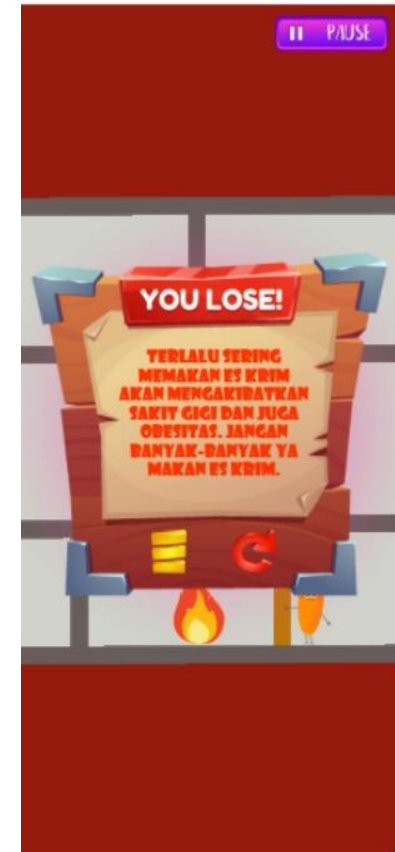 PAUSE
YOU LOSE!
TERLALU SERING
MEMAKAN ES KRIM
AKAN MENGAKIBATKAN
SAKIT GIGI DAN JUGA
OBESITAS. JANGAN
BANYAK-BANYAK YA
MAKAN ES KRIM.